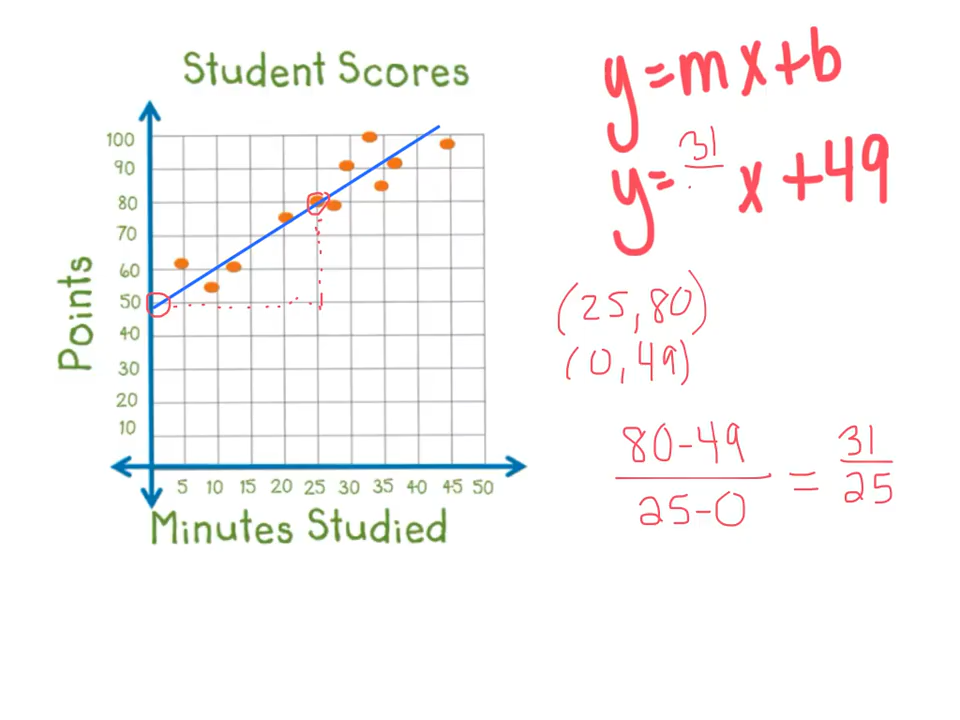 Student Scores
Points
100
90
80
70
60
50
40
30
20
10
5 10 15 20 25 30 35 40 45 50
Minutes Studied
y=mx+b
y=31/ x+49
(25,80)
(0,49)
80-49
25-0
=
31
25